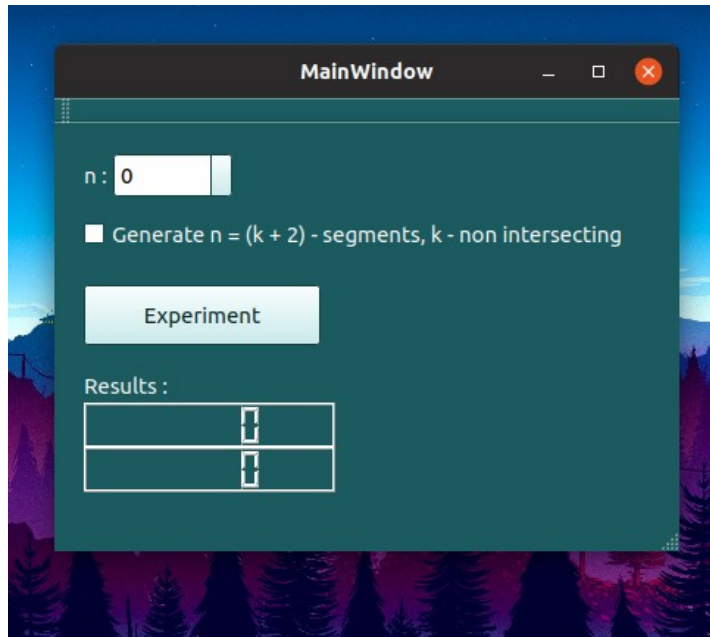 MainWindow
n : 0
Generate n = (k + 2) - segments, k - non intersecting
Experiment
Results :
0
0